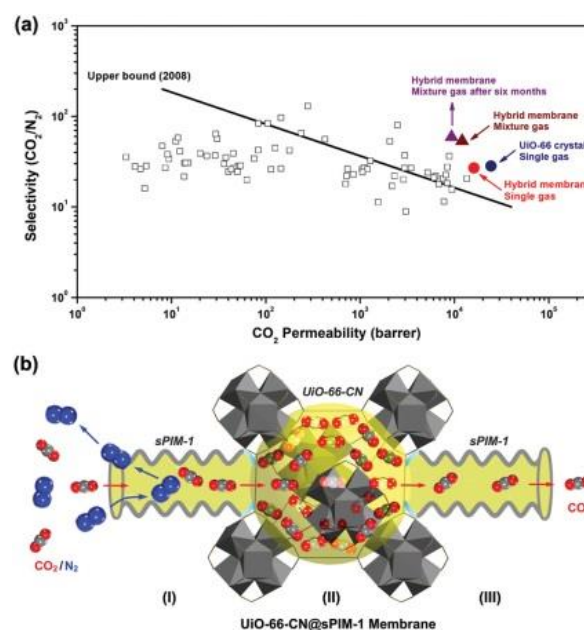 (a)
10³
10²
10¹
10⁰
Selectivity (CO₂/N₂)
Upper bound (2008)
Hybrid membrane
Mixture gas after six months
Hybrid membrane
Mixture gas
UiO-66 crystal
Single gas
Hybrid membran
Single gas
10⁰ 10¹ 10² 10³ 10⁴ 10⁵
CO₂ Permeability (barrer)
(b)
UiO-66-CN
sPIM-1
sPIM-1
CO₂/N₂
CO
(I)
(II)
(III)
UiO-66-CN@sPIM-1 Membrane